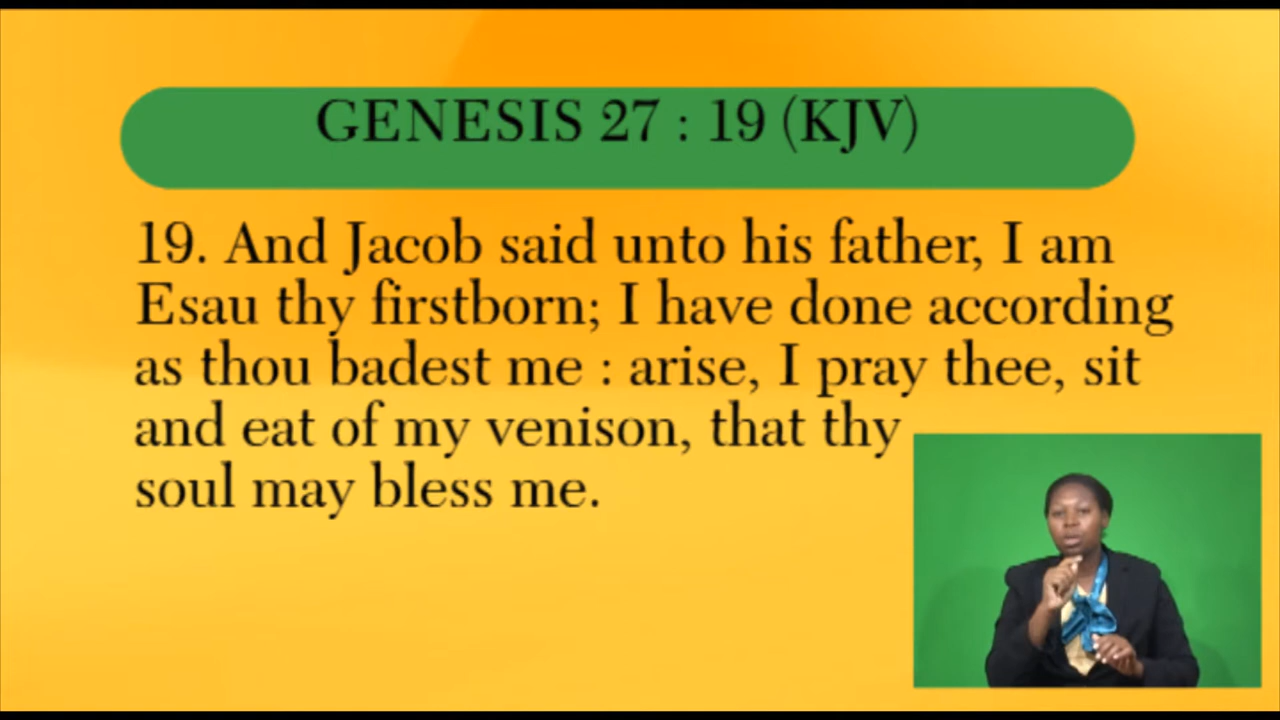 GENESIS 27 : 19 (KJV)
19. And Jacob said unto his father, I am
Esau thy firstborn; I have done according
as thou badest me : arise, I pray thee, sit
and eat of my venison, that thy
soul may bless me.